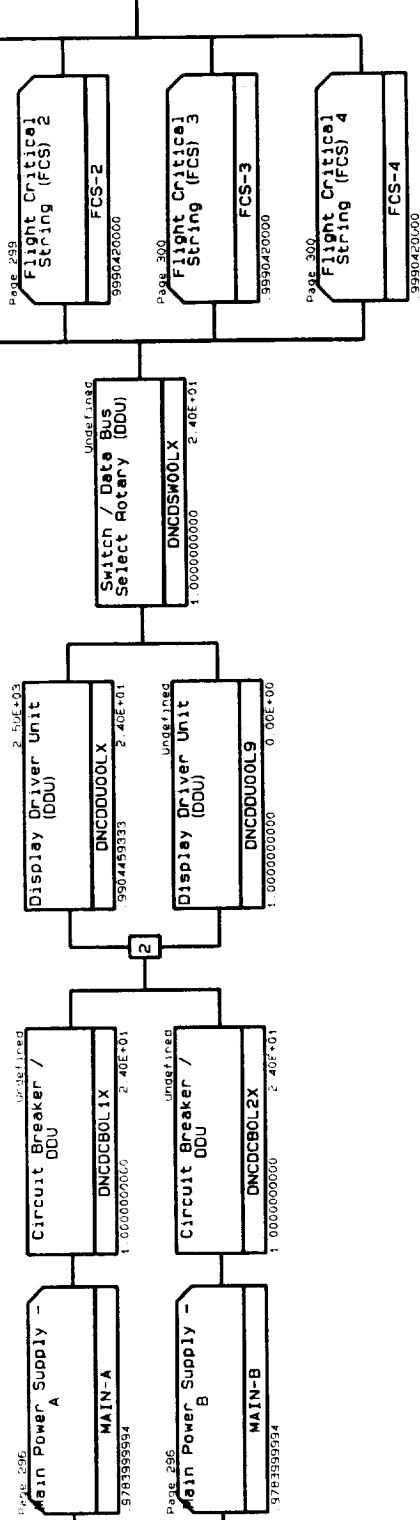 Page 296
Main Power Supply -
A
MAIN-A
.9783999994
Undefined
Circuit Breaker /
DDU
DNCDCB0L1X
1.0000000000 2.40E+01
2.50E+03
Display Driver Unit
(DDU)
DNCDDU00LX
.9904459333 2.40E+01
Page 299
Flight Critical
String (FCS) 2
FCS-2
.9990420000
2
Undefined
Switch / Data Bus
Select Rotary (DDU)
DNCDSW00LX
1.0000000000 2.40E+01
Page 300
Flight Critical
String (FCS) 3
FCS-3
.9990420000
Page 296
Main Power Supply -
B
MAIN-B
.9783999994
Undefined
Circuit Breaker /
DDU
DNCDCB0L2X
1.0000000000 2.40E+01
Undefined
Display Driver Unit
(DDU)
DNCDDU00L9
1.0000000000 0.00E+00
Page 300
Flight Critical
String (FCS) 4
FCS-4
.9990420000